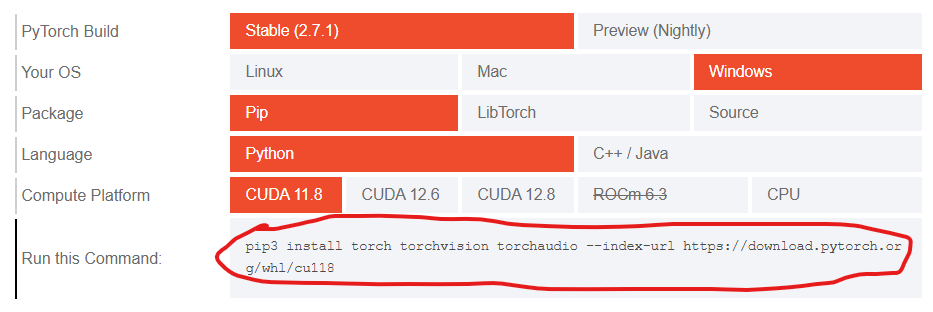 PyTorch Build Stable (2.7.1) Preview (Nightly)
Your OS Linux Mac Windows
Package Pip LibTorch Source
Language Python C++ / Java
Compute Platform CUDA 11.8 CUDA 12.6 CUDA 12.8 ROCm 6.3 CPU
pip3 install torch torchvision torchaudio --index-url https://download.pytorch.or
Run this Command:
g/whl/cu118